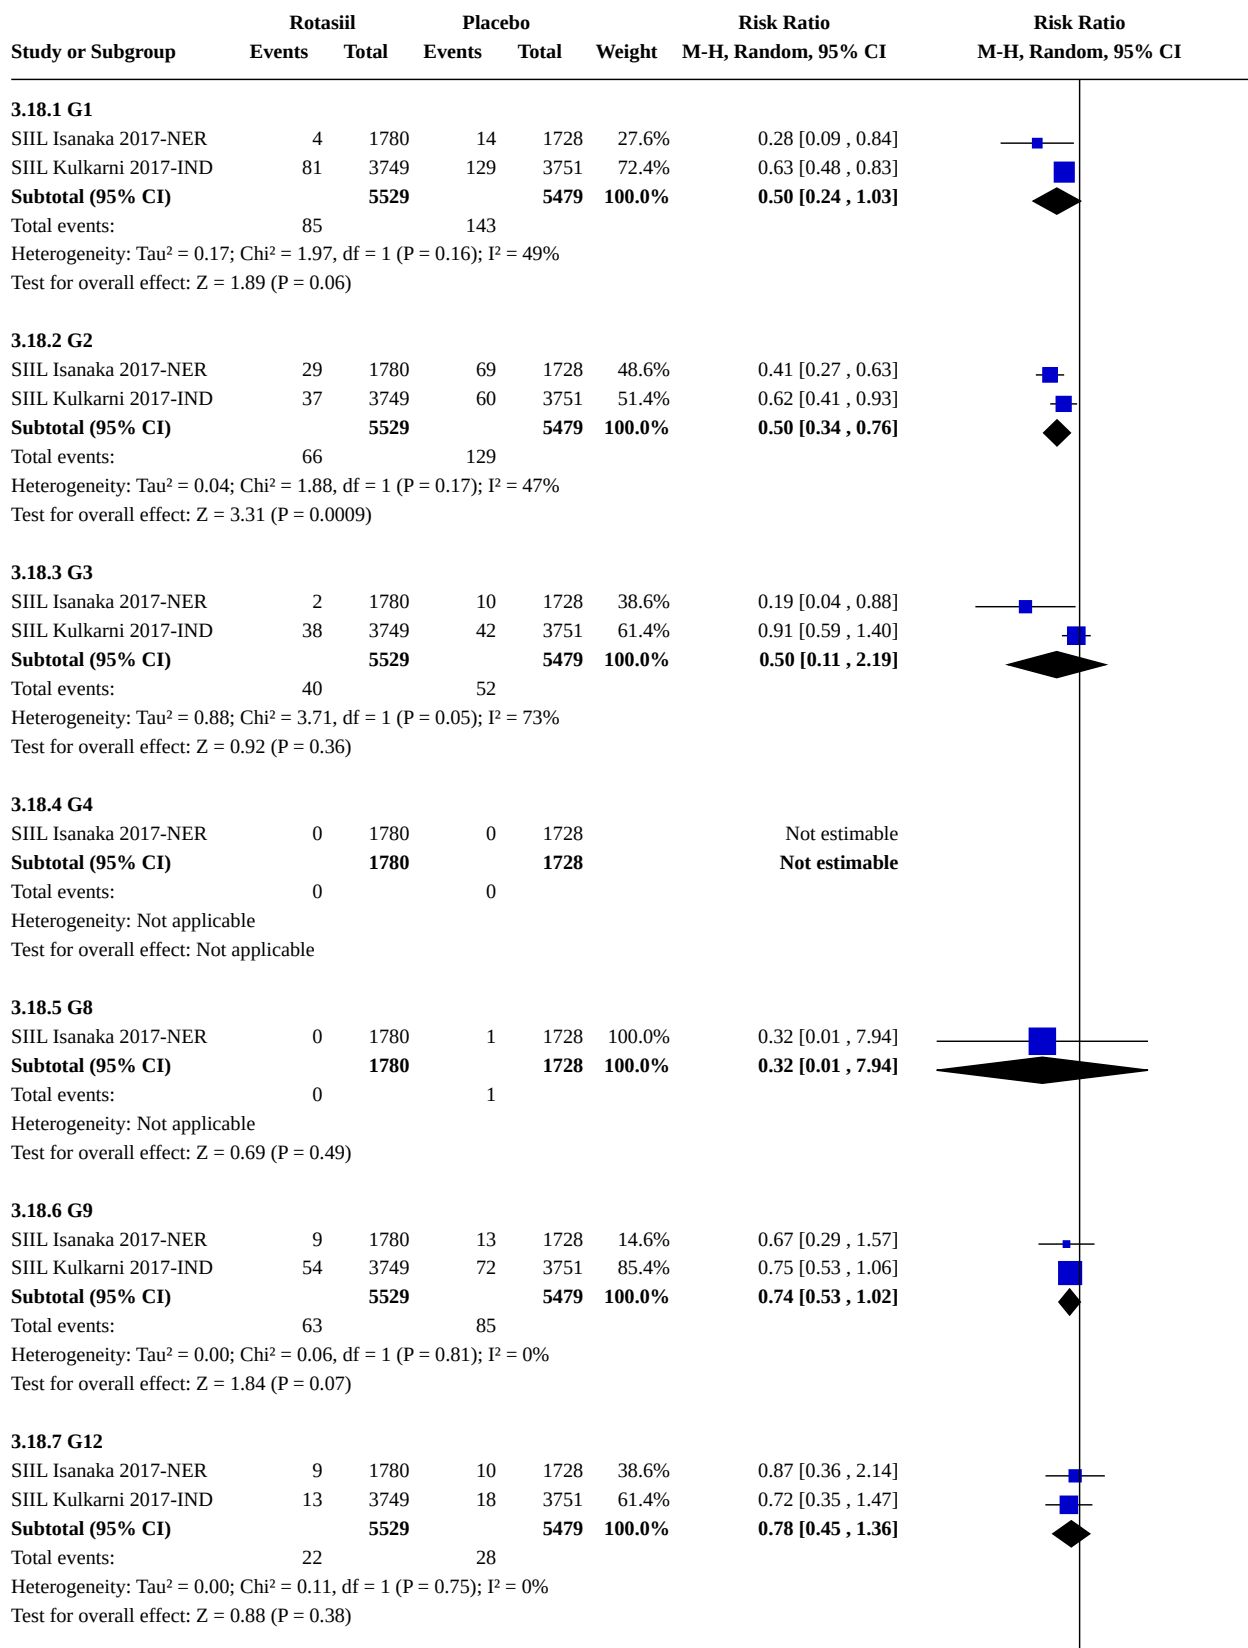 Rotasiil Placebo Risk Ratio Risk Ratio
Study or Subgroup Events Total Events Total Weight M-H, Random, 95% CI M-H, Random, 95% CI
3.18.1 G1
SIIL Isanaka 2017-NER 4 1780 14 1728 27.6% 0.28 [0.09 , 0.84]
SIIL Kulkarni 2017-IND 81 3749 129 3751 72.4% 0.63 [0.48 , 0.83]
Subtotal (95% CI) 5529 5479 100.0% 0.50 [0.24 , 1.03]
Total events: 85 143
Heterogeneity: Tau² = 0.17; Chi² = 1.97, df = 1 (P = 0.16); I² = 49%
Test for overall effect: Z = 1.89 (P = 0.06)
3.18.2 G2
SIIL Isanaka 2017-NER 29 1780 69 1728 48.6% 0.41 [0.27 , 0.63]
SIIL Kulkarni 2017-IND 37 3749 60 3751 51.4% 0.62 [0.41 , 0.93]
Subtotal (95% CI) 5529 5479 100.0% 0.50 [0.34 , 0.76]
Total events: 66 129
Heterogeneity: Tau² = 0.04; Chi² = 1.88, df = 1 (P = 0.17); I² = 47%
Test for overall effect: Z = 3.31 (P = 0.0009)
3.18.3 G3
SIIL Isanaka 2017-NER 2 1780 10 1728 38.6% 0.19 [0.04 , 0.88]
SIIL Kulkarni 2017-IND 38 3749 42 3751 61.4% 0.91 [0.59 , 1.40]
Subtotal (95% CI) 5529 5479 100.0% 0.50 [0.11 , 2.19]
Total events: 40 52
Heterogeneity: Tau² = 0.88; Chi² = 3.71, df = 1 (P = 0.05); I² = 73%
Test for overall effect: Z = 0.92 (P = 0.36)
3.18.4 G4
SIIL Isanaka 2017-NER 0 1780 0 1728 Not estimable
Subtotal (95% CI) 1780 1728 Not estimable
Total events: 0 0
Heterogeneity: Not applicable
Test for overall effect: Not applicable
3.18.5 G8
SIIL Isanaka 2017-NER 0 1780 1 1728 100.0% 0.32 [0.01 , 7.94]
Subtotal (95% CI) 1780 1728 100.0% 0.32 [0.01 , 7.94]
Total events: 0 1
Heterogeneity: Not applicable
Test for overall effect: Z = 0.69 (P = 0.49)
3.18.6 G9
SIIL Isanaka 2017-NER 9 1780 13 1728 14.6% 0.67 [0.29 , 1.57]
SIIL Kulkarni 2017-IND 54 3749 72 3751 85.4% 0.75 [0.53 , 1.06]
Subtotal (95% CI) 5529 5479 100.0% 0.74 [0.53 , 1.02]
Total events: 63 85
Heterogeneity: Tau² = 0.00; Chi² = 0.06, df = 1 (P = 0.81); I² = 0%
Test for overall effect: Z = 1.84 (P = 0.07)
3.18.7 G12
SIIL Isanaka 2017-NER 9 1780 10 1728 38.6% 0.87 [0.36 , 2.14]
SIIL Kulkarni 2017-IND 13 3749 18 3751 61.4% 0.72 [0.35 , 1.47]
Subtotal (95% CI) 5529 5479 100.0% 0.78 [0.45 , 1.36]
Total events: 22 28
Heterogeneity: Tau² = 0.00; Chi² = 0.11, df = 1 (P = 0.75); I² = 0%
Test for overall effect: Z = 0.88 (P = 0.38)